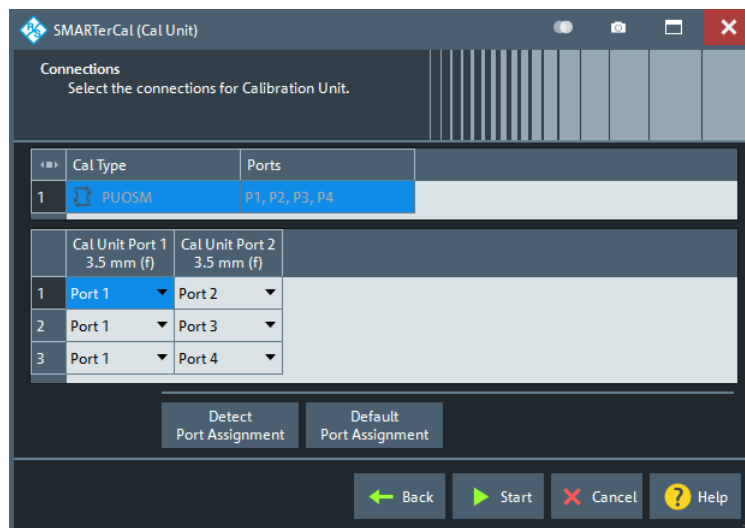 SMARTerCal (Cal Unit)
Connections
Select the connections for Calibration Unit.
Cal Type Ports
1 PUOSM P1, P2, P3, P4
Cal Unit Port 1 Cal Unit Port 2
3.5 mm (f) 3.5 mm (f)
1 Port 1 Port 2
2 Port 1 Port 3
3 Port 1 Port 4
Detect Default
Port Assignment Port Assignment
Back Start Cancel ? Help